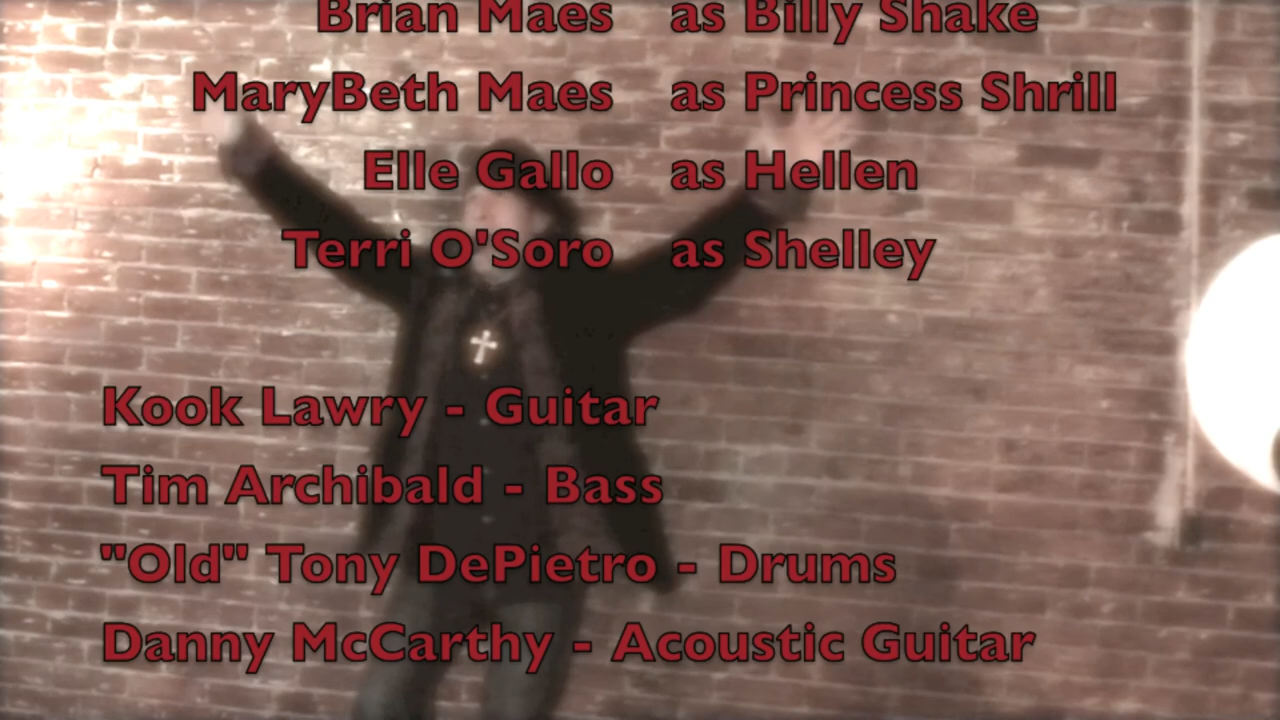 Brian Maes as Billy Shake
MaryBeth Maes as Princess Shrill
Elle Gallo as Hellen
Terri O'Soro as Shelley
Kook Lawry - Guitar
Tim Archibald - Bass
"Old" Tony DePietro - Drums
Danny McCarthy - Acoustic Guitar